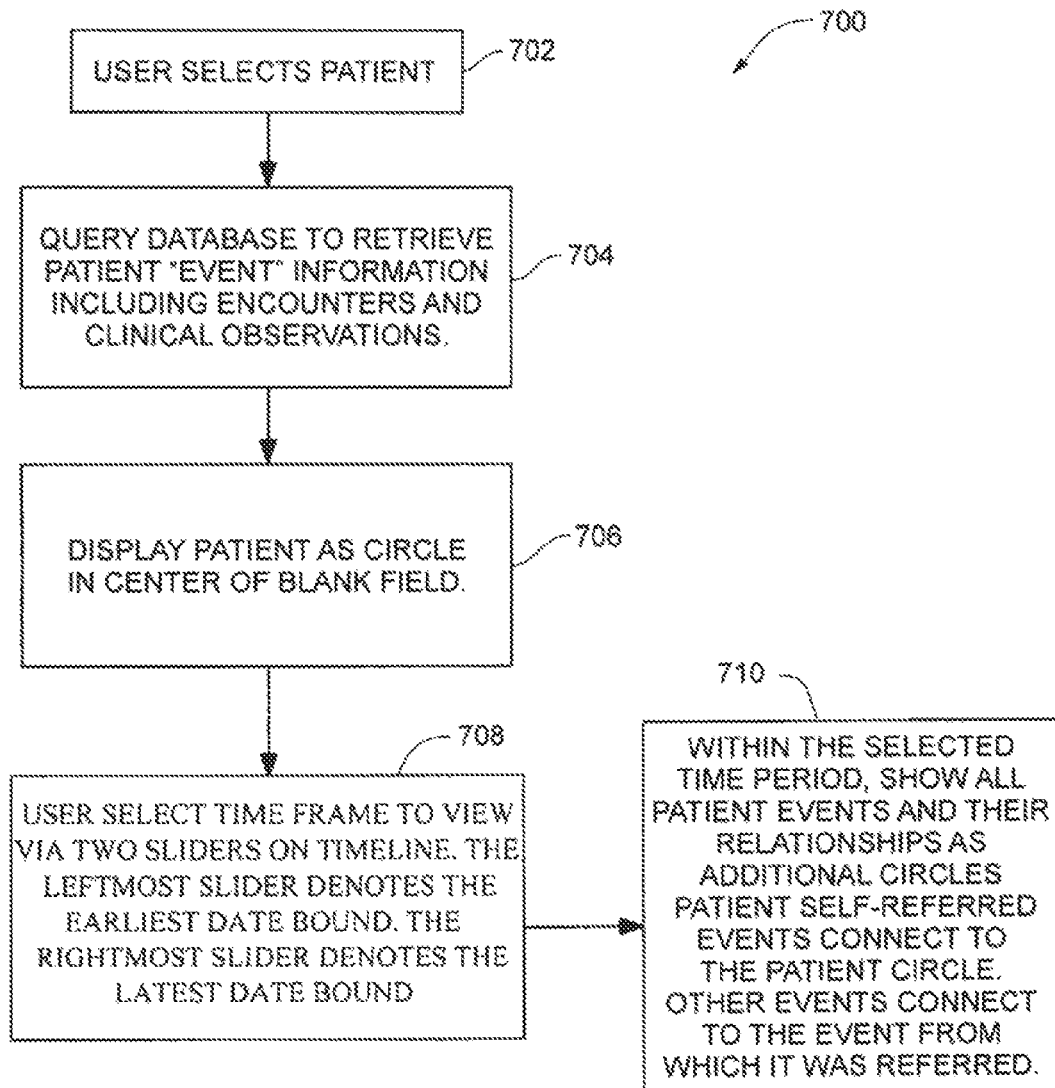 700
USER SELECTS PATIENT
702
QUERY DATABASE TO RETRIEVE
PATIENT "EVENT" INFORMATION
INCLUDING ENCOUNTERS AND
CLINICAL OBSERVATIONS.
704
DISPLAY PATIENT AS CIRCLE
IN CENTER OF BLANK FIELD.
706
708
USER SELECT TIME FRAME TO VIEW
VIA TWO SLIDERS ON TIMELINE. THE
LEFTMOST SLIDER DENOTES THE
EARLIEST DATE BOUND. THE
RIGHTMOST SLIDER DENOTES THE
LATEST DATE BOUND
710
WITHIN THE SELECTED
TIME PERIOD, SHOW ALL
PATIENT EVENTS AND THEIR
RELATIONSHIPS AS
ADDITIONAL CIRCLES
PATIENT SELF-REFERRED
EVENTS CONNECT TO
THE PATIENT CIRCLE.
OTHER EVENTS CONNECT
TO THE EVENT FROM
WHICH IT WAS REFERRED.